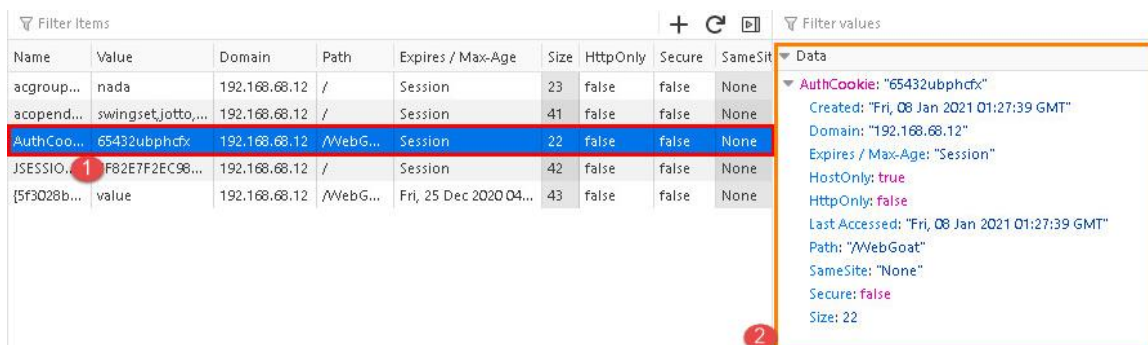 Filter Items
Filter values
Name Value Domain Path Expires / Max-Age Size HttpOnly Secure SameSit
acgroup... nada 192.168.68.12 / Session 23 false false None
acopend... swingset,jotto,... 192.168.68.12 / Session 41 false false None
AuthCoo... 65432ubphcfx 192.168.68.12 /WebG... Session 22 false false None
JSESSIO... 1 F82E7F2EC98... 192.168.68.12 / Session 42 false false None
{5f3028b... value 192.168.68.12 /WebG... Fri, 25 Dec 2020 04... 43 false false None
Data
AuthCookie: "65432ubphcfx"
Created: "Fri, 08 Jan 2021 01:27:39 GMT"
Domain: "192.168.68.12"
Expires / Max-Age: "Session"
HostOnly: true
HttpOnly: false
Last Accessed: "Fri, 08 Jan 2021 01:27:39 GMT"
Path: "/WebGoat"
SameSite: "None"
Secure: false
Size: 22
2